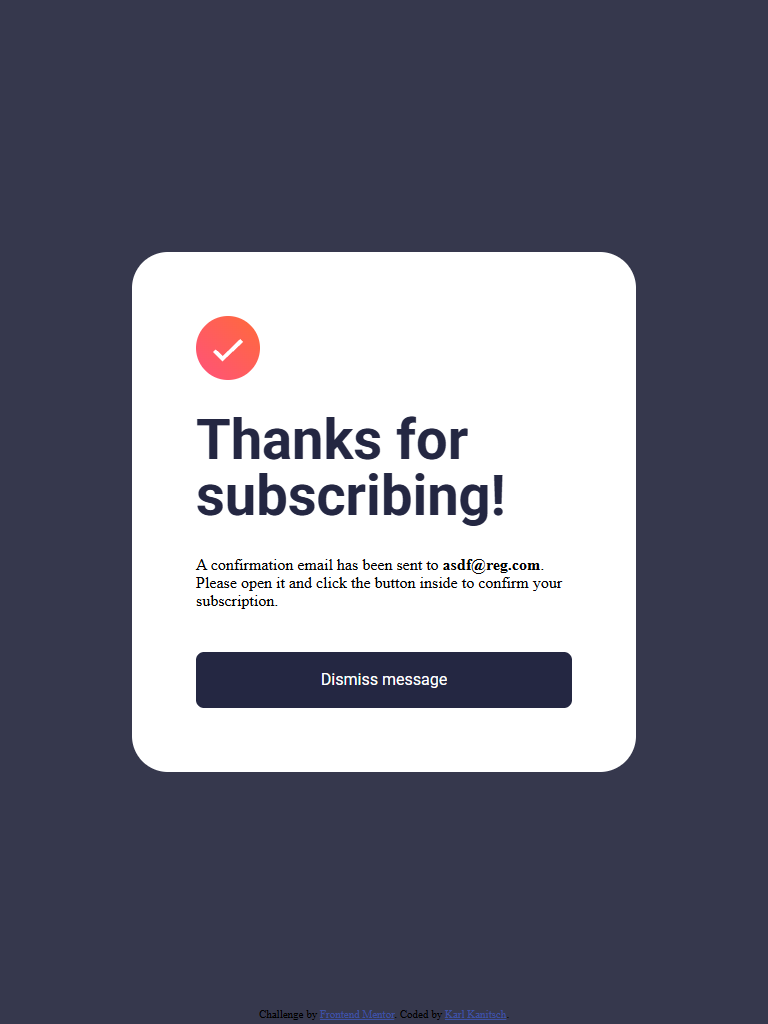 Thanks for
subscribing!
A confirmation email has been sent to asdf@reg.com.
Please open it and click the button inside to confirm your
subscription.
Dismiss message
Challenge by Frontend Mentor. Coded by Karl Kanitsch.